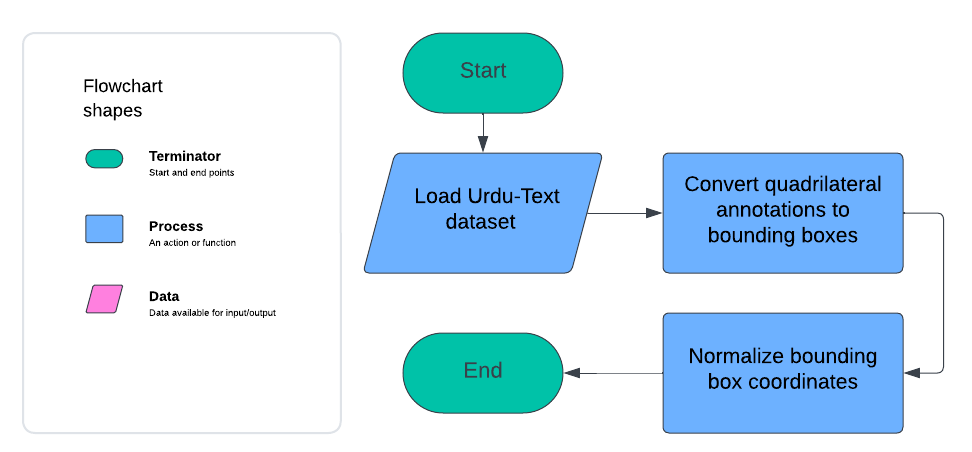 Flowchart
shapes
Terminator
Start and end points
Process
An action or function
Data
Data available for input/output
Start
Load Urdu-Text
dataset
Convert quadrilateral
annotations to
bounding boxes
Normalize bounding
box coordinates
End